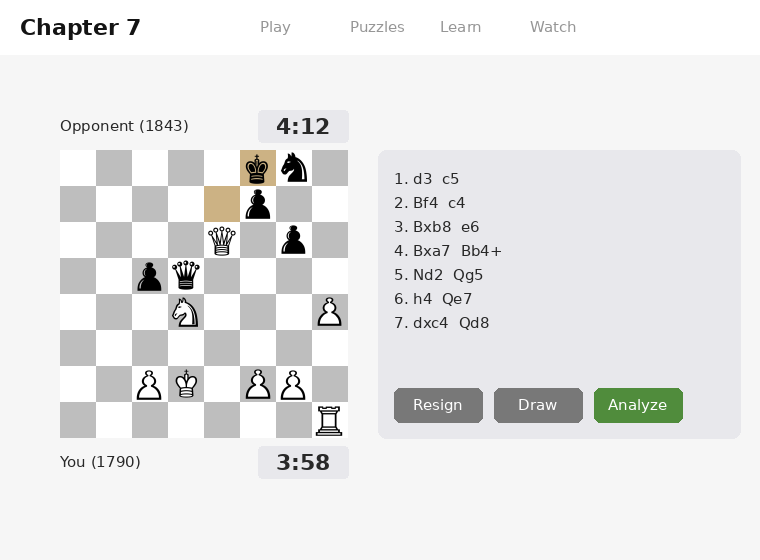 Chapter 7 Play Puzzles Learn Watch
Opponent (1843) 4:12
1. d3 c5
2. Bf4 c4
3. Bxb8 e6
4. Bxa7 Bb4+
5. Nd2 Qg5
6. h4 Qe7
7. dxc4 Qd8
Resign Draw Analyze
You (1790) 3:58